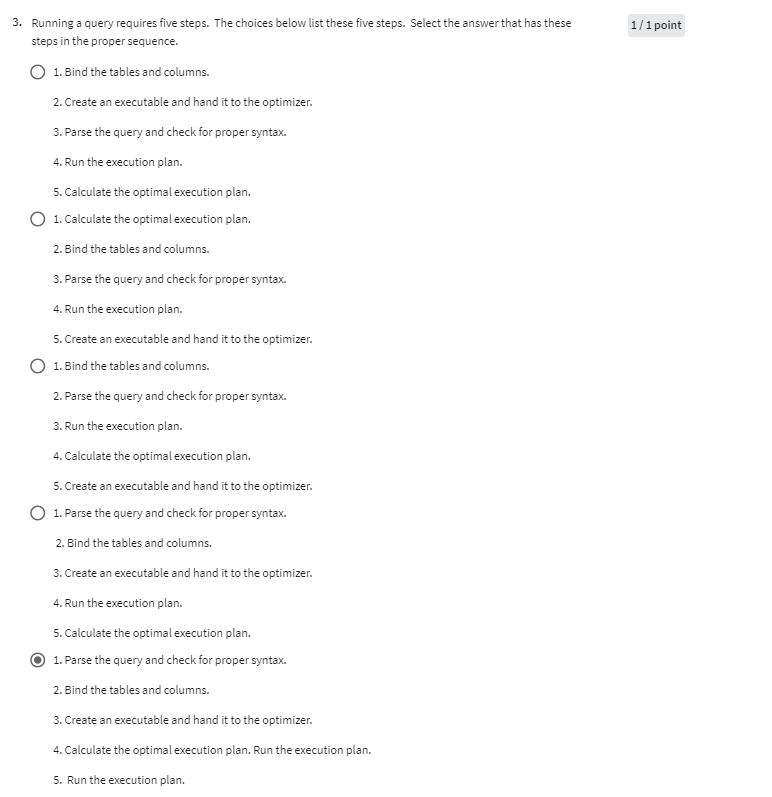 3. Running a query requires five steps. The choices below list these five steps. Select the answer that has these
1 / 1 point
steps in the proper sequence.
1. Bind the tables and columns.
2. Create an executable and hand it to the optimizer.
3. Parse the query and check for proper syntax.
4. Run the execution plan.
5. Calculate the optimal execution plan.
1. Calculate the optimal execution plan.
2. Bind the tables and columns.
3. Parse the query and check for proper syntax.
4. Run the execution plan.
5. Create an executable and hand it to the optimizer.
1. Bind the tables and columns.
2. Parse the query and check for proper syntax.
3. Run the execution plan.
4. Calculate the optimal execution plan.
5. Create an executable and hand it to the optimizer.
1. Parse the query and check for proper syntax.
2. Bind the tables and columns.
3. Create an executable and hand it to the optimizer.
4. Run the execution plan.
5. Calculate the optimal execution plan.
1. Parse the query and check for proper syntax.
2. Bind the tables and columns.
3. Create an executable and hand it to the optimizer.
4. Calculate the optimal execution plan. Run the execution plan.
5. Run the execution plan.